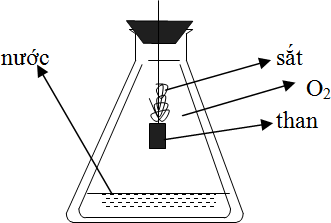 nước
sắt
O₂
than